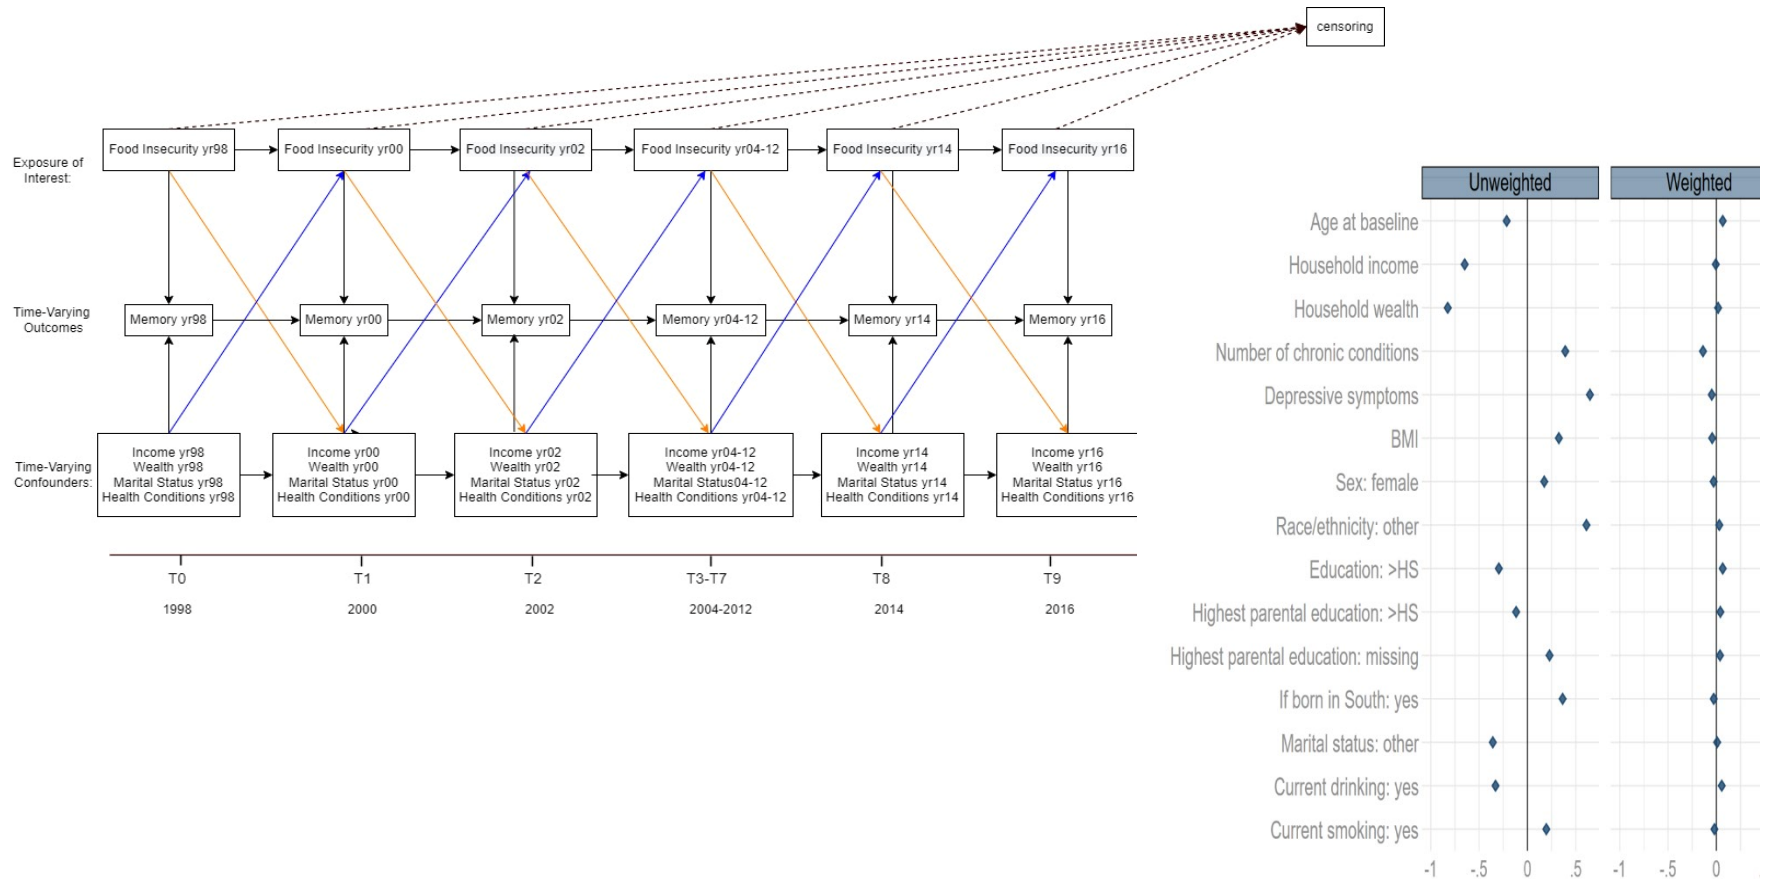 censoring
Exposure of
Interest:
Food Insecurity yr98
Food Insecurity yr00
Food Insecurity yr02
Food Insecurity yr04-12
Food Insecurity yr14
Food Insecurity yr16
Time-Varying
Outcomes
Memory yr98
Memory yr00
Memory yr02
Memory yr04-12
Memory yr14
Memory yr16
Time-Varying
Confounders:
Income yr98
Wealth yr98
Marital Status yr98
Health Conditions yr98
Income yr00
Wealth yr00
Marital Status yr00
Health Conditions yr00
Income yr02
Wealth yr02
Marital Status yr02
Health Conditions yr02
Income yr04-12
Wealth yr04-12
Marital Status04-12
Health Conditions yr04-12
Income yr14
Wealth yr14
Marital Status yr14
Health Conditions yr14
Income yr16
Wealth yr16
Marital Status yr16
Health Conditions yr16
T0
T1
T2
T3-T7
T8
T9
1998
2000
2002
2004-2012
2014
2016
Unweighted
Weighted
Age at baseline
Household income
Household wealth
Number of chronic conditions
Depressive symptoms
BMI
Sex: female
Race/ethnicity: other
Education: >HS
Highest parental education: >HS
Highest parental education: missing
If born in South: yes
Marital status: other
Current drinking: yes
Current smoking: yes
-1 -.5 0 .5
-1 -.5 0